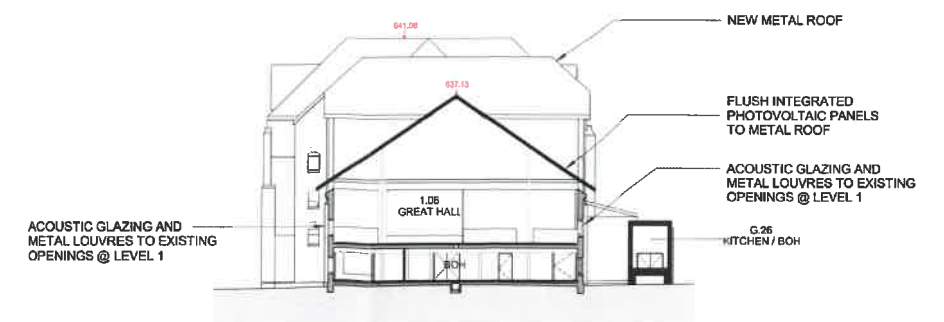 641.08
NEW METAL ROOF
637.13
FLUSH INTEGRATED
PHOTOVOLTAIC PANELS
TO METAL ROOF
ACOUSTIC GLAZING AND
METAL LOUVRES TO EXISTING
OPENINGS @ LEVEL 1
1.06
GREAT HALL
ACOUSTIC GLAZING AND
METAL LOUVRES TO EXISTING
OPENINGS @ LEVEL 1
G.26
KITCHEN / BOH
BOH